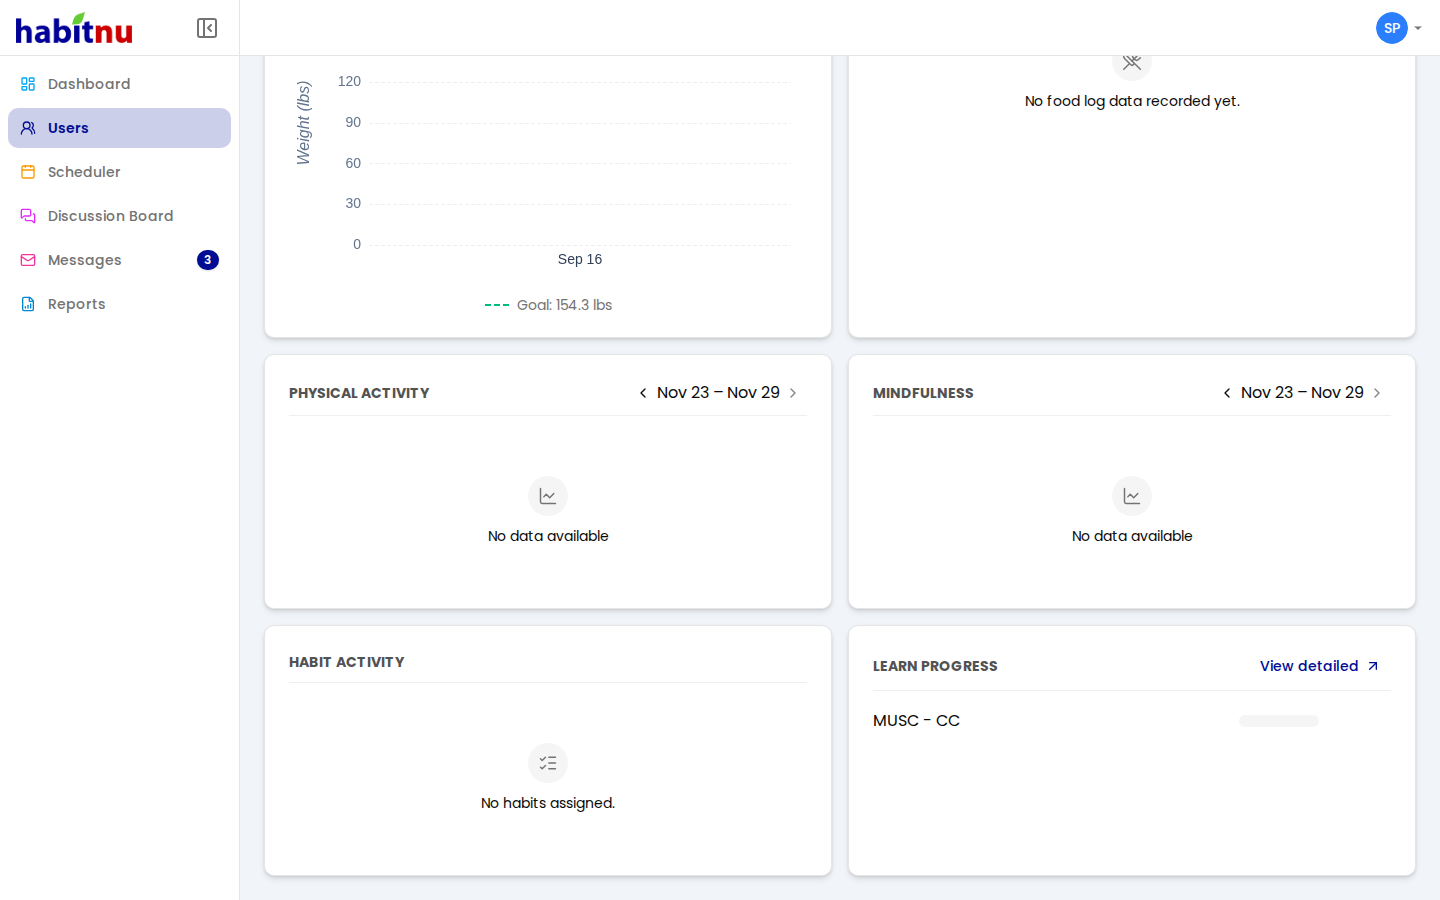 habitnu
SP
Dashboard
Users
Scheduler
Discussion Board
Messages
3
Reports
Weight (lbs)
120
90
60
30
0
Sep 16
Goal: 154.3 lbs
No food log data recorded yet.
PHYSICAL ACTIVITY
Nov 23 – Nov 29
No data available
MINDFULNESS
Nov 23 – Nov 29
No data available
HABIT ACTIVITY
No habits assigned.
LEARN PROGRESS
View detailed
MUSC - CC